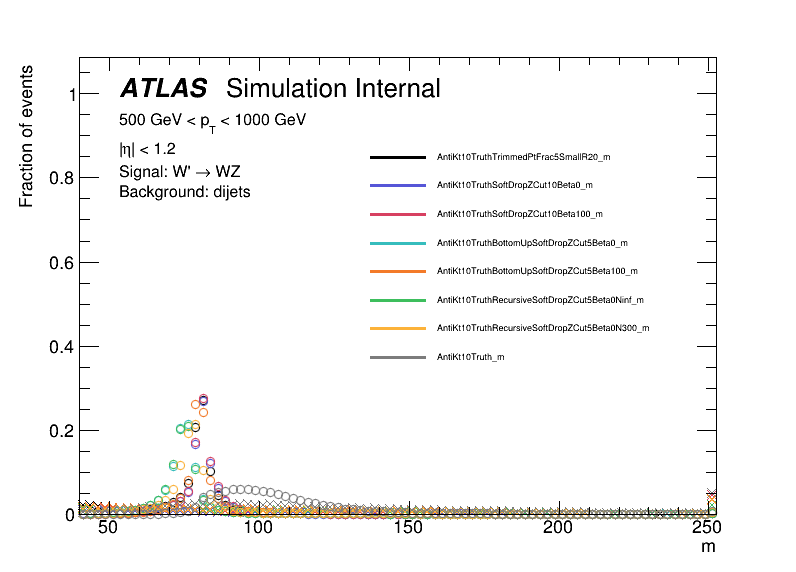 ATLAS Simulation Internal
500 GeV < pT < 1000 GeV
|η| < 1.2
Signal: W' → WZ
Background: dijets
AntiKt10TruthTrimmedPtFrac5SmallR20_m
AntiKt10TruthSoftDropZCut10Beta0_m
AntiKt10TruthSoftDropZCut10Beta100_m
AntiKt10TruthBottomUpSoftDropZCut5Beta0_m
AntiKt10TruthBottomUpSoftDropZCut5Beta100_m
AntiKt10TruthRecursiveSoftDropZCut5Beta0Ninf_m
AntiKt10TruthRecursiveSoftDropZCut5Beta0N300_m
AntiKt10Truth_m
Fraction of events
1
0.8
0.6
0.4
0.2
0
50 100 150 200 250
m